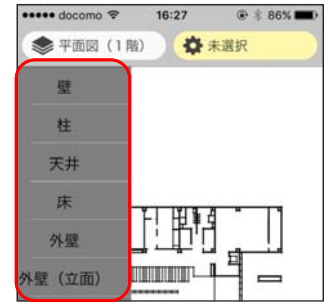 docomo 16:27 86%
平面図（1階） 未選択
壁
柱
天井
床
外壁
外壁（立面）